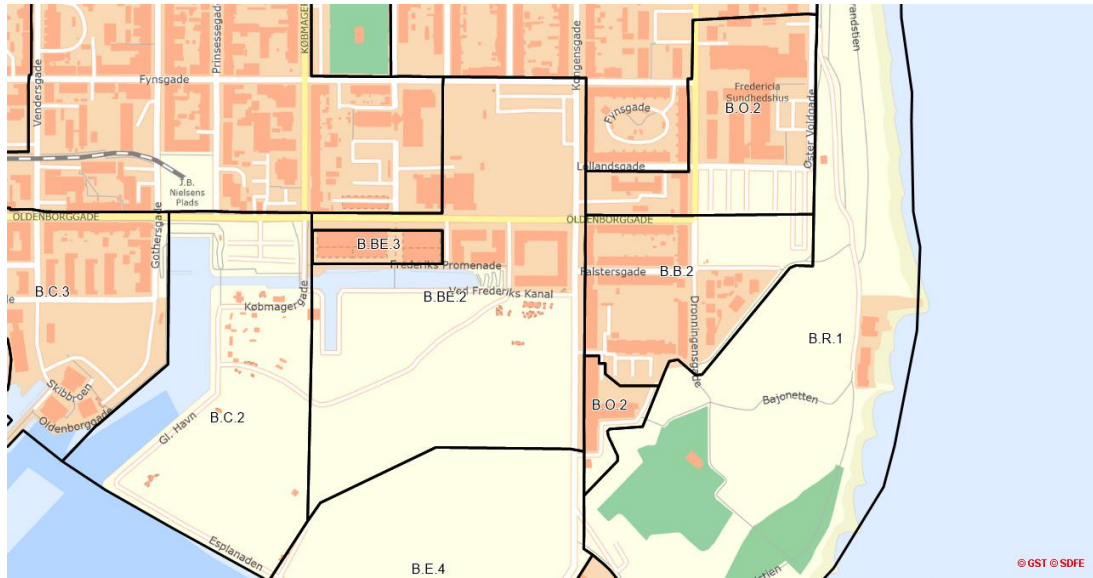 KØBMAGER
Kongensgade
Prinsessegade
Vendersgade
Fynsgade
Fynsgade
Fredericia
Sundhedshus
B.O.2
Øster Voldgade
Lollandsgade
J.B.
Nielsens
Plads
OLDENBORGGADE
OLDENBORGGADE
Gothersgade
B.BE.3
Frederiks Promenade
Falstersgade
B.B.2
B.C.3
B.BE.2
Ved Frederiks Kanal
Købmagergade
Dronningensgade
B.R.1
Skibbroen
Oldenborggade
B.C.2
Gl. Havn
B.O.2
Bajonetten
Esplanaden
B.E.4
© GST © SDFE